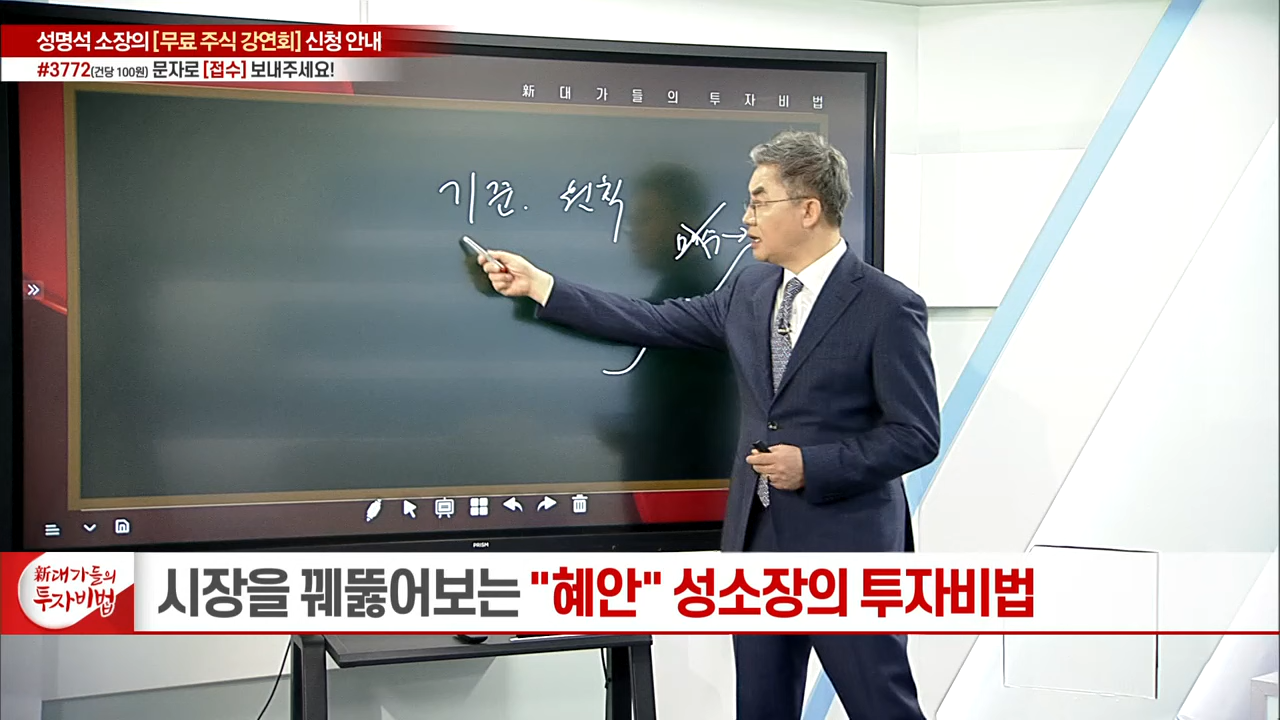 성명석 소장의 [무료 주식 강연회] 신청 안내
#3772(건당 100원) 문자로 [접수] 보내주세요!
新대가들의 투자비법
기준. 원칙
매수→
PRISM
新대가들의
투자비법
시장을 꿰뚫어보는 "혜안" 성소장의 투자비법